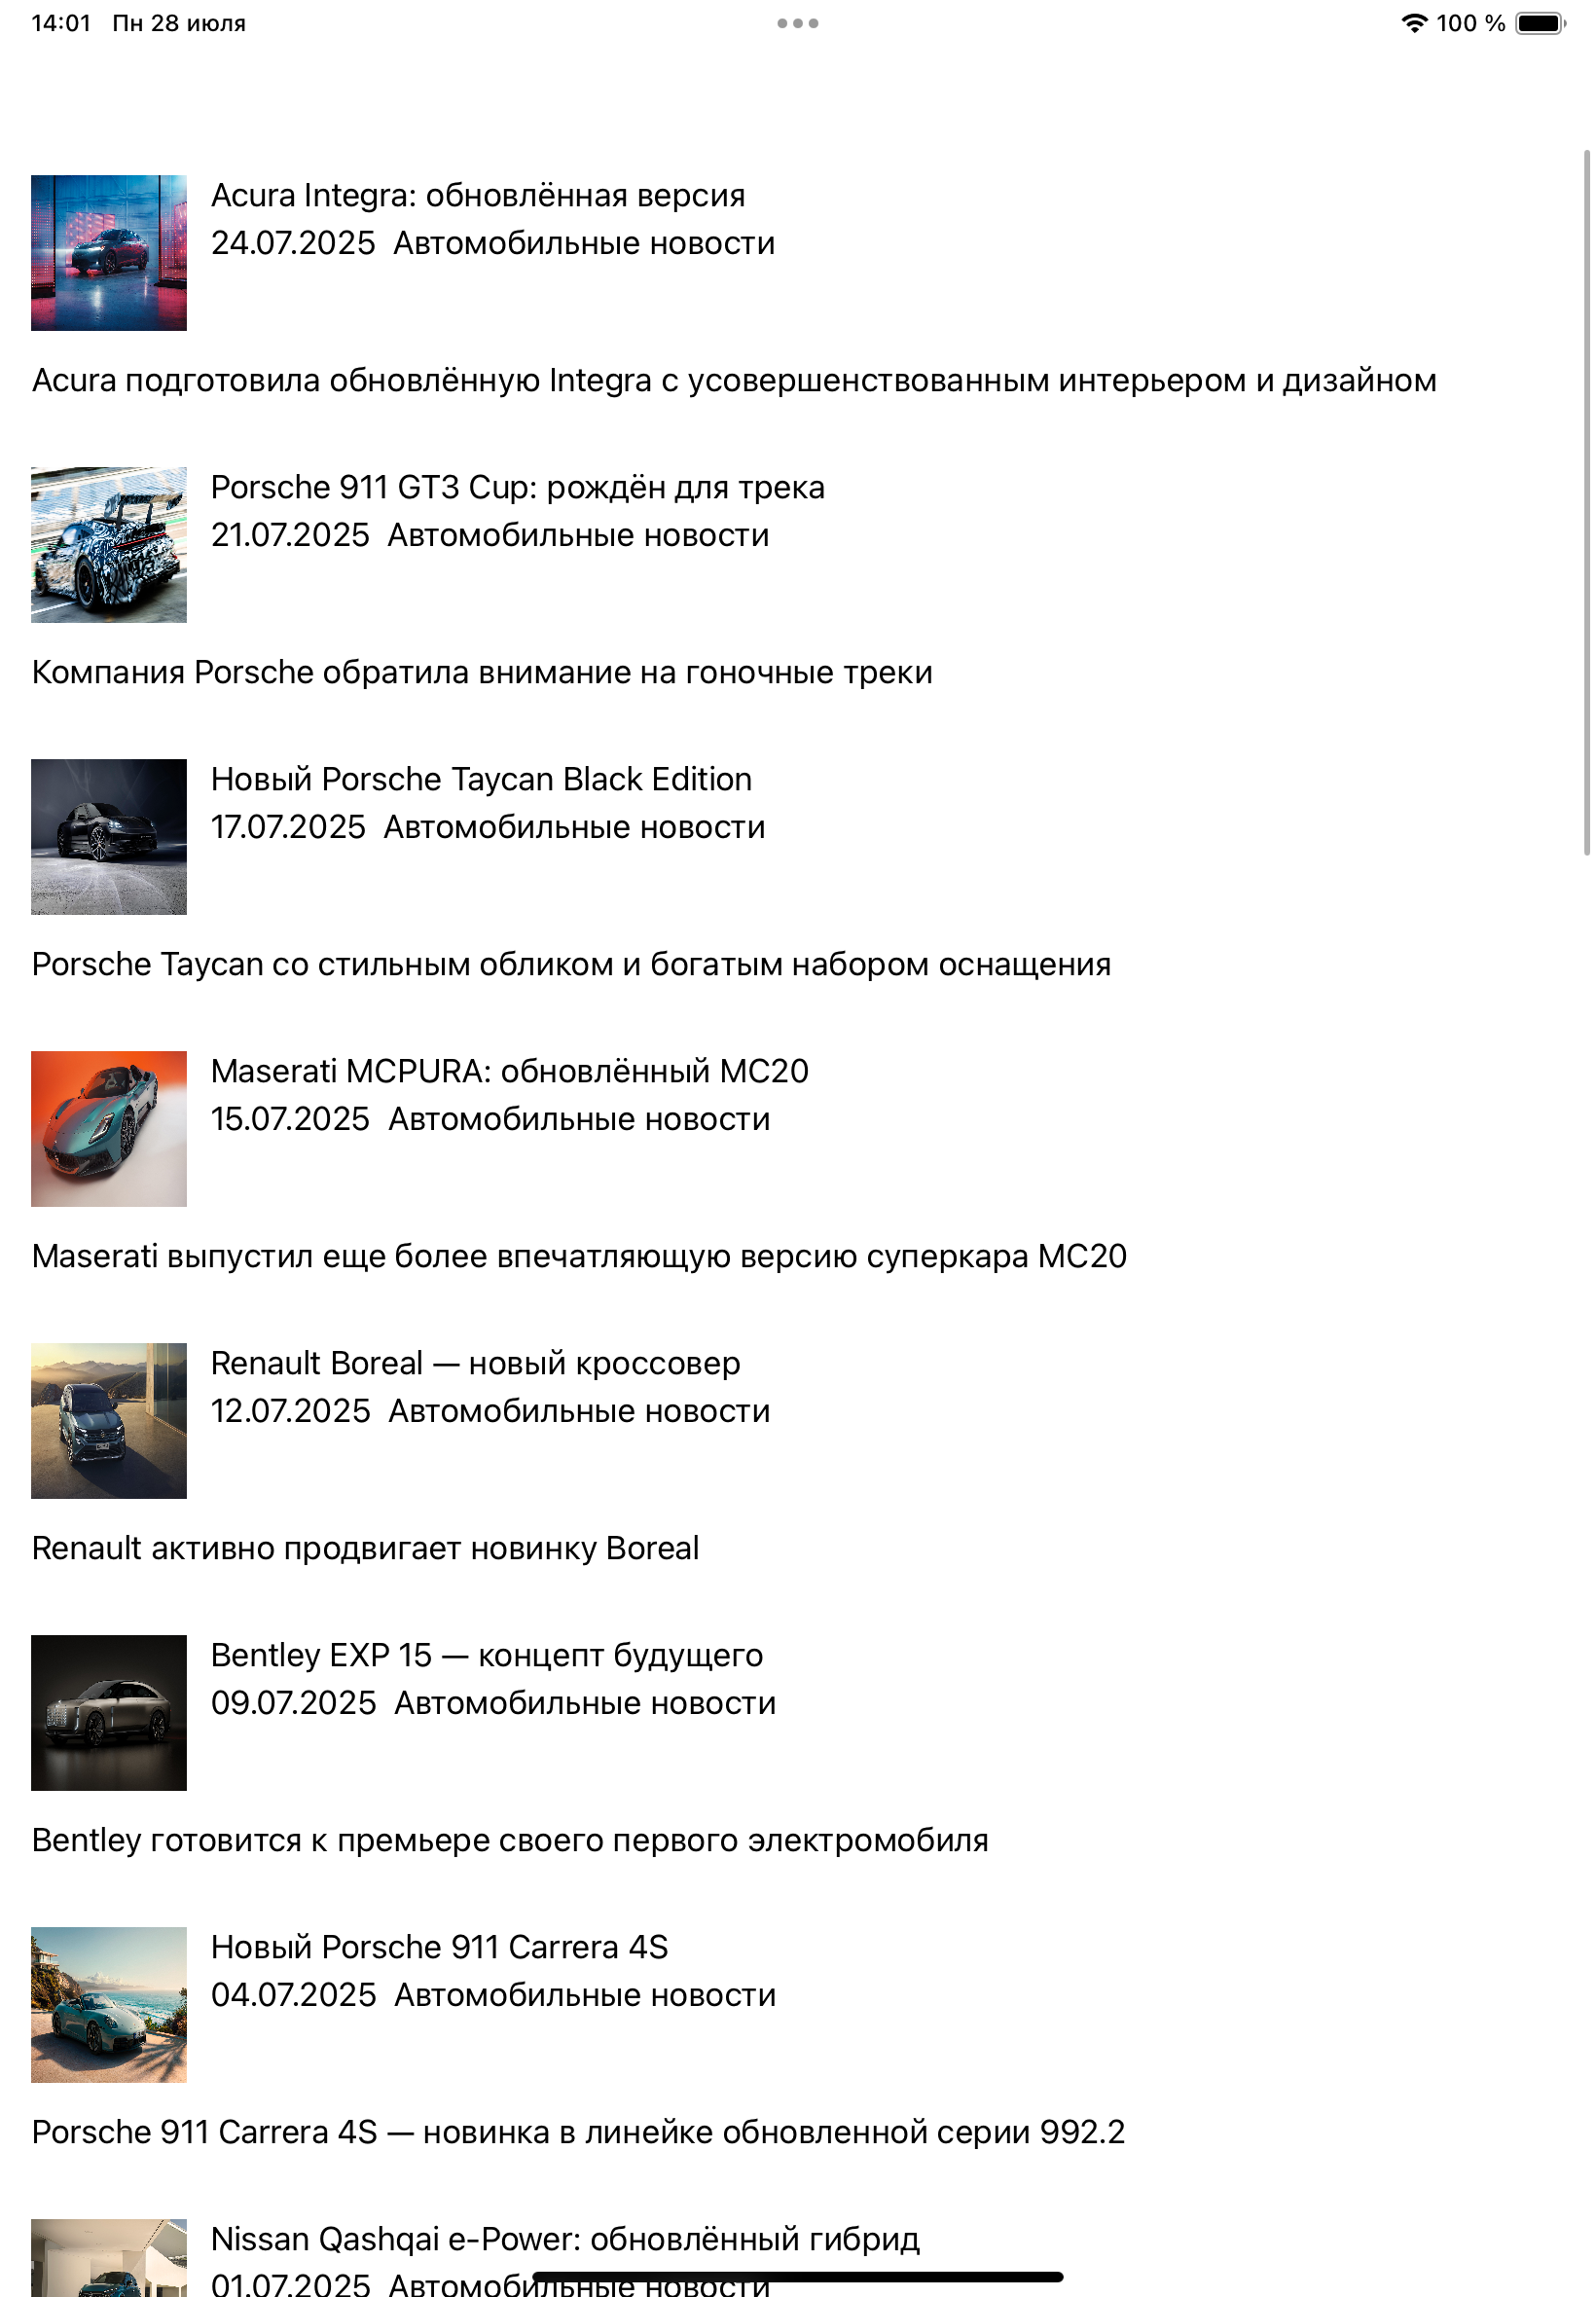 14:01 Пн 28 июля 100 %
Acura Integra: обновлённая версия
24.07.2025 Автомобильные новости
Acura подготовила обновлённую Integra с усовершенствованным интерьером и дизайном
Porsche 911 GT3 Cup: рождён для трека
21.07.2025 Автомобильные новости
Компания Porsche обратила внимание на гоночные треки
Новый Porsche Taycan Black Edition
17.07.2025 Автомобильные новости
Porsche Taycan со стильным обликом и богатым набором оснащения
Maserati MCPURA: обновлённый MC20
15.07.2025 Автомобильные новости
Maserati выпустил еще более впечатляющую версию суперкара MC20
Renault Boreal — новый кроссовер
12.07.2025 Автомобильные новости
Renault активно продвигает новинку Boreal
Bentley EXP 15 — концепт будущего
09.07.2025 Автомобильные новости
Bentley готовится к премьере своего первого электромобиля
Новый Porsche 911 Carrera 4S
04.07.2025 Автомобильные новости
Porsche 911 Carrera 4S — новинка в линейке обновленной серии 992.2
Nissan Qashqai e-Power: обновлённый гибрид
01.07.2025 Автомобильные новости